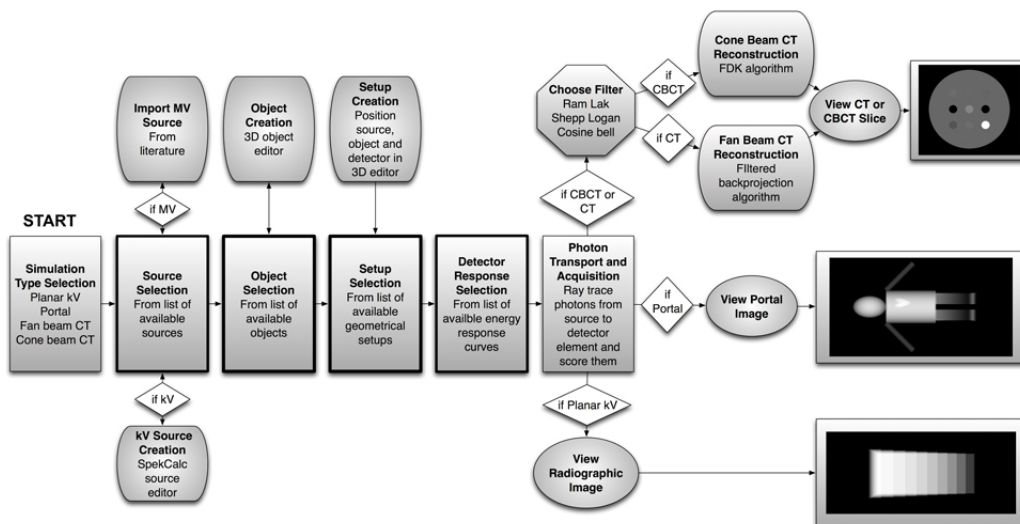 Import MV
Source
From
literature
Object
Creation
3D object
editor
Setup
Creation
Position
source,
object and
detector in
3D editor
Choose Filter
Ram Lak
Shepp Logan
Cosine bell
if
CBCT
if CT
Cone Beam CT
Reconstruction
FDK algorithm
Fan Beam CT
Reconstruction
FIltered
backprojection
algorithm
View CT or
CBCT Slice
if MV
if CBCT or
CT
START
Simulation
Type Selection
Planar kV
Portal
Fan beam CT
Cone beam CT
Source
Selection
From list of
available
sources
Object
Selection
From list of
available
objects
Setup
Selection
From list of
available
geometrical
setups
Detector
Response
Selection
From list of
availble energy
response
curves
Photon
Transport and
Acquisition
Ray trace
photons from
source to
detector
element and
score them
if
Portal
View Portal
Image
if kV
if Planar kV
kV Source
Creation
SpekCalc
source
editor
View
Radiographic
Image